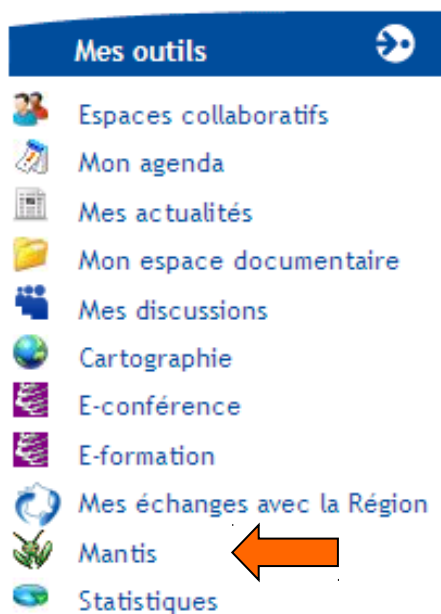 Mes outils
Espaces collaboratifs
Mon agenda
Mes actualités
Mon espace documentaire
Mes discussions
Cartographie
E-conférence
E-formation
Mes échanges avec la Région
Mantis
Statistiques